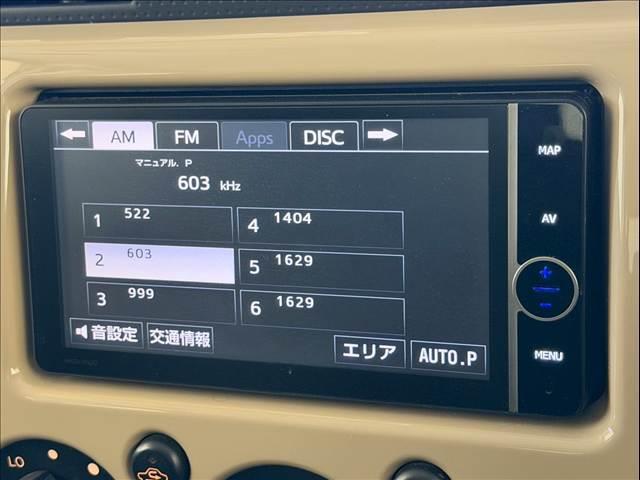 AM FM Apps DISC
マニュアル. P
603 kHz
1 522
2 603
3 999
4 1404
5 1629
6 1629
音設定 交通情報 エリア AUTO.P
MAP
AV
+
-
MENU
LO
2